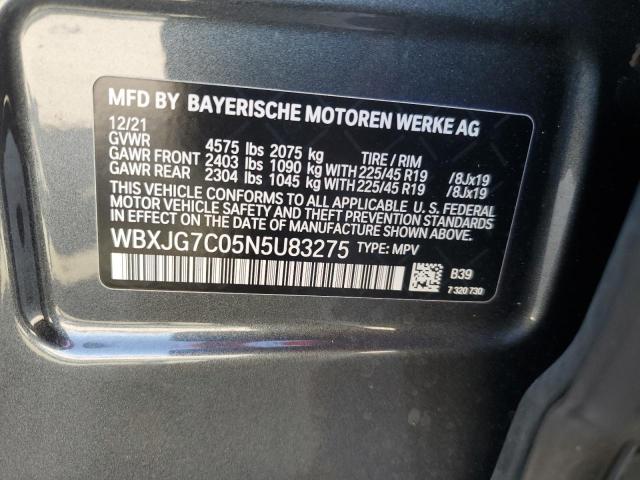 MFD BY BAYERISCHE MOTOREN WERKE AG
12/21
GVWR 4575 lbs 2075 kg TIRE / RIM
GAWR FRONT 2403 lbs 1090 kg WITH 225/45 R19 /8Jx19
GAWR REAR 2304 lbs 1045 kg WITH 225/45 R19 /8Jx19
THIS VEHICLE CONFORMS TO ALL APPLICABLE U.S. FEDERAL
MOTOR VEHICLE SAFETY, BUMPER, AND THEFT PREVENTION
STANDARDS IN EFFECT ON THE DATE OF MANUFACTURE SHOWN ABOVE.
WBXJG7C05N5U83275 TYPE: MPV
B39
7 320 730